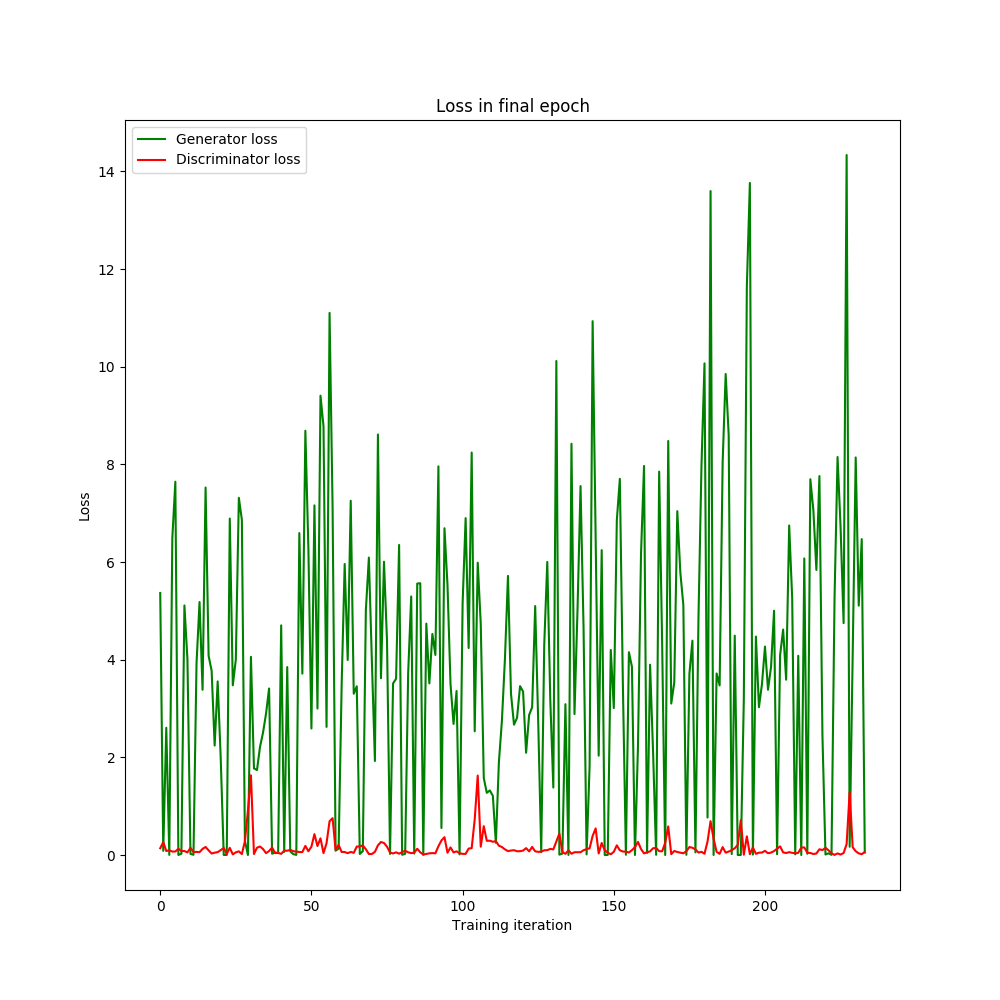 Loss in final epoch
Generator loss
Discriminator loss
14
12
10
8
6
4
2
0
Loss
0 50 100 150 200
Training iteration